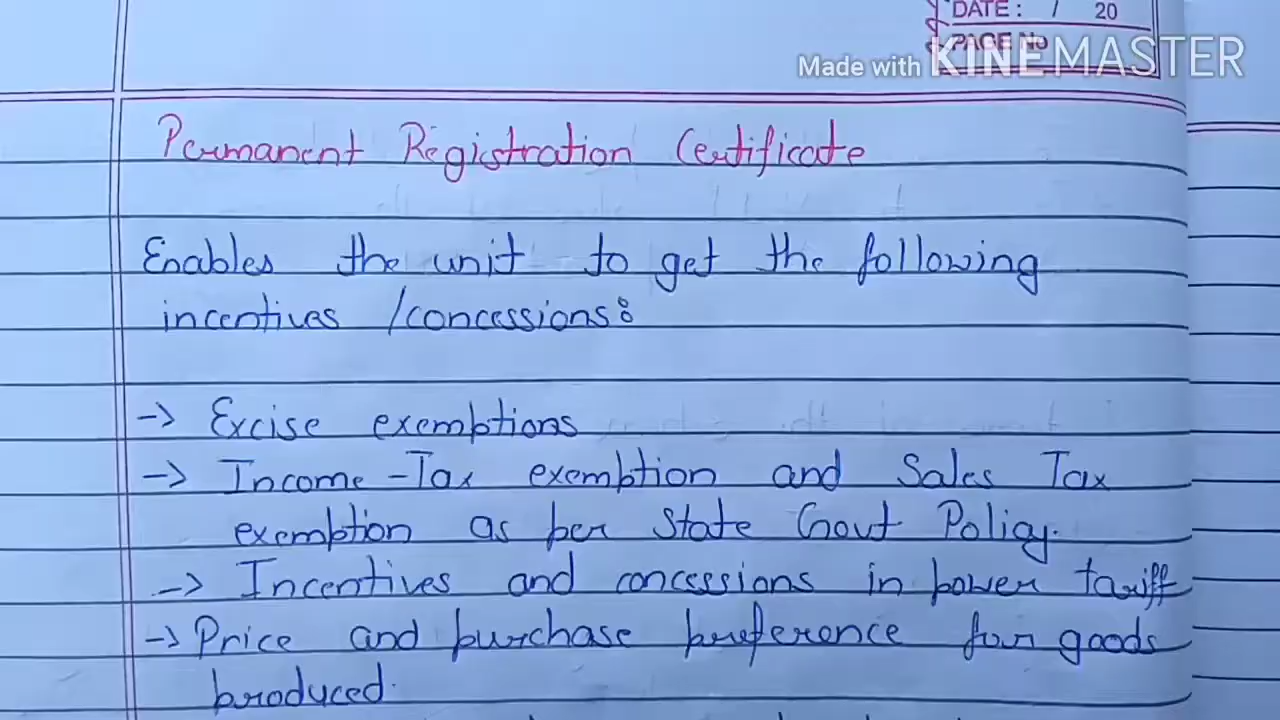 DATE : / 20
PAGE No
Made with KINEMASTER
Permanent Registration Certificate
Enables the unit to get the following
incentives /concessions:
-> Excise exemptions
-> Income-Tax exemption and Sales Tax
exemption as per State Govt Policy.
-> Incentives and concessions in power tariff
-> Price and purchase preference for goods
produced.